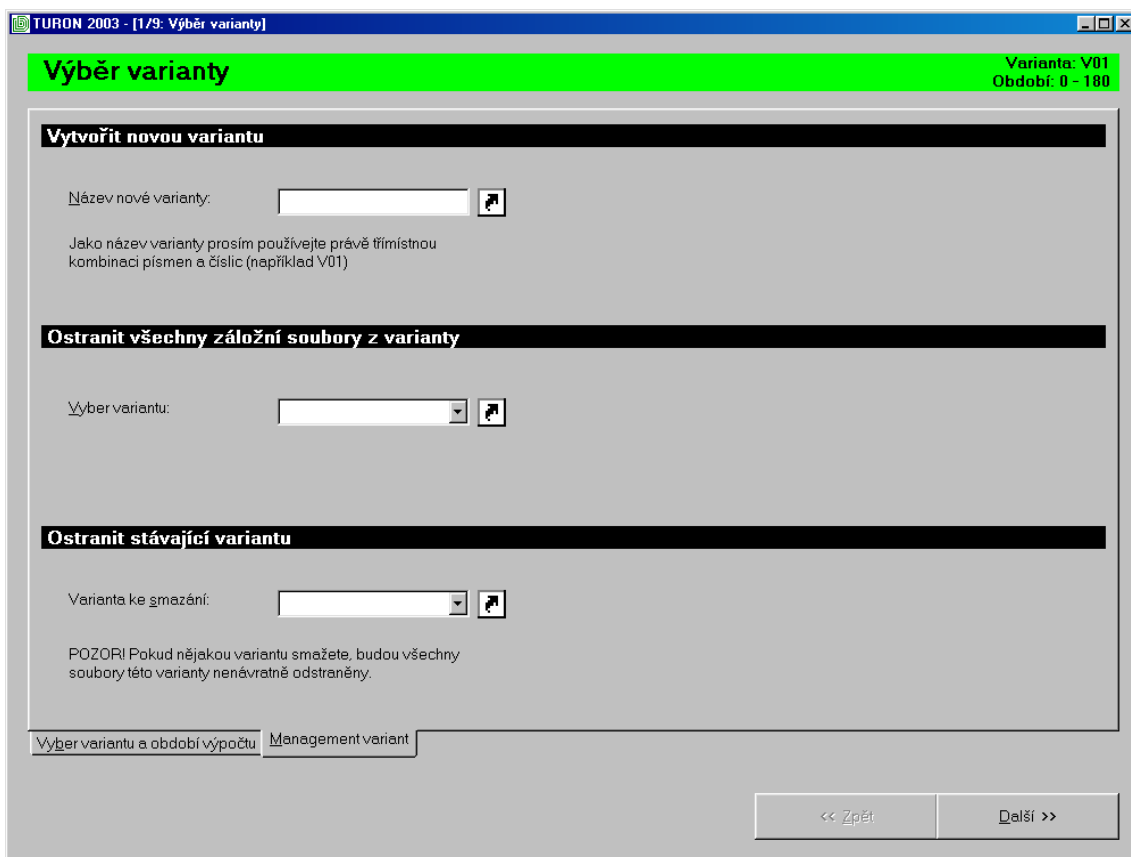 TURON 2003 - [1/9: Výběr varianty]
Výběr varianty
Varianta: V01
Období: 0 - 180
Vytvořit novou variantu
Název nové varianty:
Jako název varianty prosím používejte právě třímístnou
kombinaci písmen a číslic (například V01)
Ostranit všechny záložní soubory z varianty
Vyber variantu:
Ostranit stávající variantu
Varianta ke smazání:
POZOR! Pokud nějakou variantu smažete, budou všechny
soubory této varianty nenávratně odstraněny.
Vyber variantu a období výpočtu
Management variant
<< Zpět
Další >>